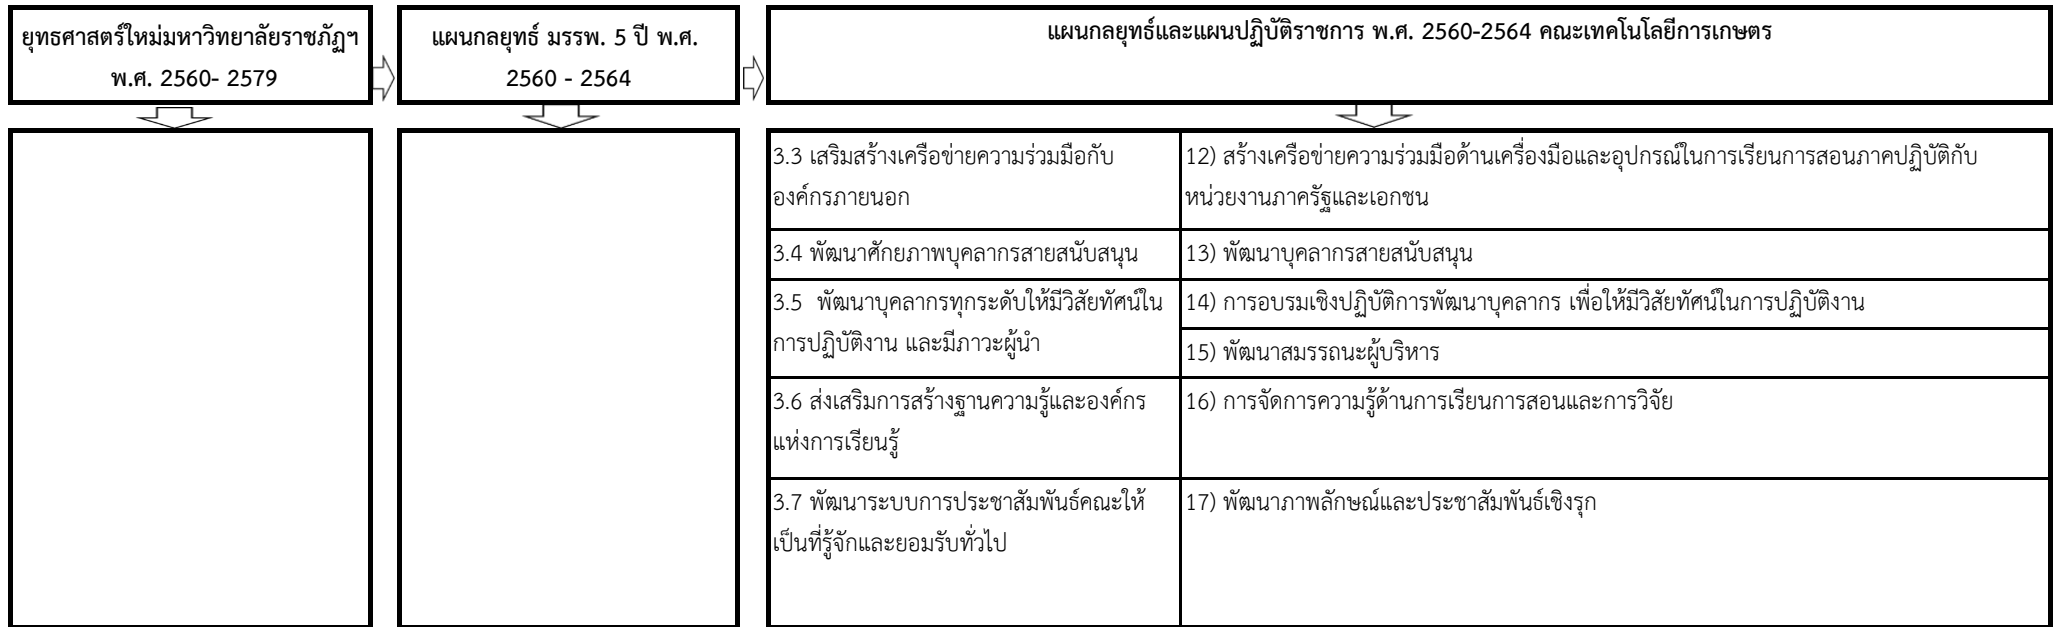 ยุทธศาสตร์ใหม่มหาวิทยาลัยราชภัฏฯ
พ.ศ. 2560- 2579
แผนกลยุทธ์ มรรพ. 5 ปี พ.ศ.
2560 - 2564
แผนกลยุทธ์และแผนปฏิบัติราชการ พ.ศ. 2560-2564 คณะเทคโนโลยีการเกษตร
3.3 เสริมสร้างเครือข่ายความร่วมมือกับ
องค์กรภายนอก
12) สร้างเครือข่ายความร่วมมือด้านเครื่องมือและอุปกรณ์ในการเรียนการสอนภาคปฏิบัติกับ
หน่วยงานภาครัฐและเอกชน
3.4 พัฒนาศักยภาพบุคลากรสายสนับสนุน
13) พัฒนาบุคลากรสายสนับสนุน
3.5 พัฒนาบุคลากรทุกระดับให้มีวิสัยทัศน์ใน
การปฏิบัติงาน และมีภาวะผู้นำ
14) การอบรมเชิงปฏิบัติการพัฒนาบุคลากร เพื่อให้มีวิสัยทัศน์ในการปฏิบัติงาน
15) พัฒนาสมรรถนะผู้บริหาร
3.6 ส่งเสริมการสร้างฐานความรู้และองค์กร
แห่งการเรียนรู้
16) การจัดการความรู้ด้านการเรียนการสอนและการวิจัย
3.7 พัฒนาระบบการประชาสัมพันธ์คณะให้
เป็นที่รู้จักและยอมรับทั่วไป
17) พัฒนาภาพลักษณ์และประชาสัมพันธ์เชิงรุก